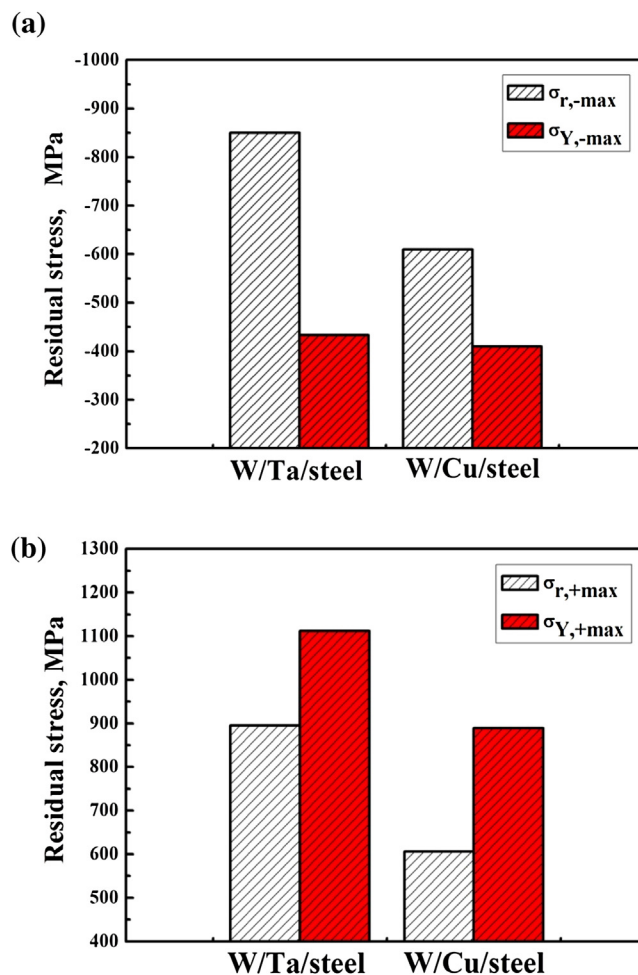 (a)
-1000
-900
-800
-700
-600
-500
-400
-300
-200
Residual stress, MPa
σr,-max
σY,-max
W/Ta/steel W/Cu/steel
(b)
1300
1200
1100
1000
900
800
700
600
500
400
Residual stress, MPa
σr,+max
σY,+max
W/Ta/steel W/Cu/steel